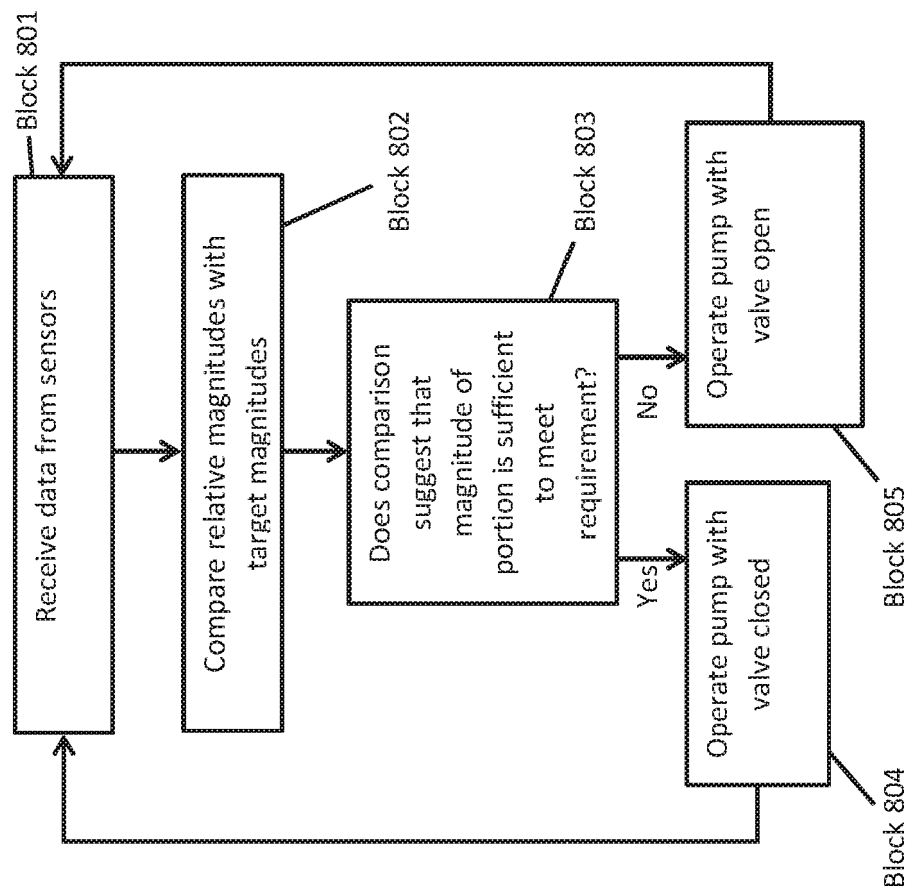 Receive data from sensors
Block 801
Compare relative magnitudes with
target magnitudes
Block 802
Does comparison
suggest that
magnitude of
portion is sufficient
to meet
requirement?
Block 803
Yes
No
Operate pump with
valve closed
Block 804
Operate pump with
valve open
Block 805